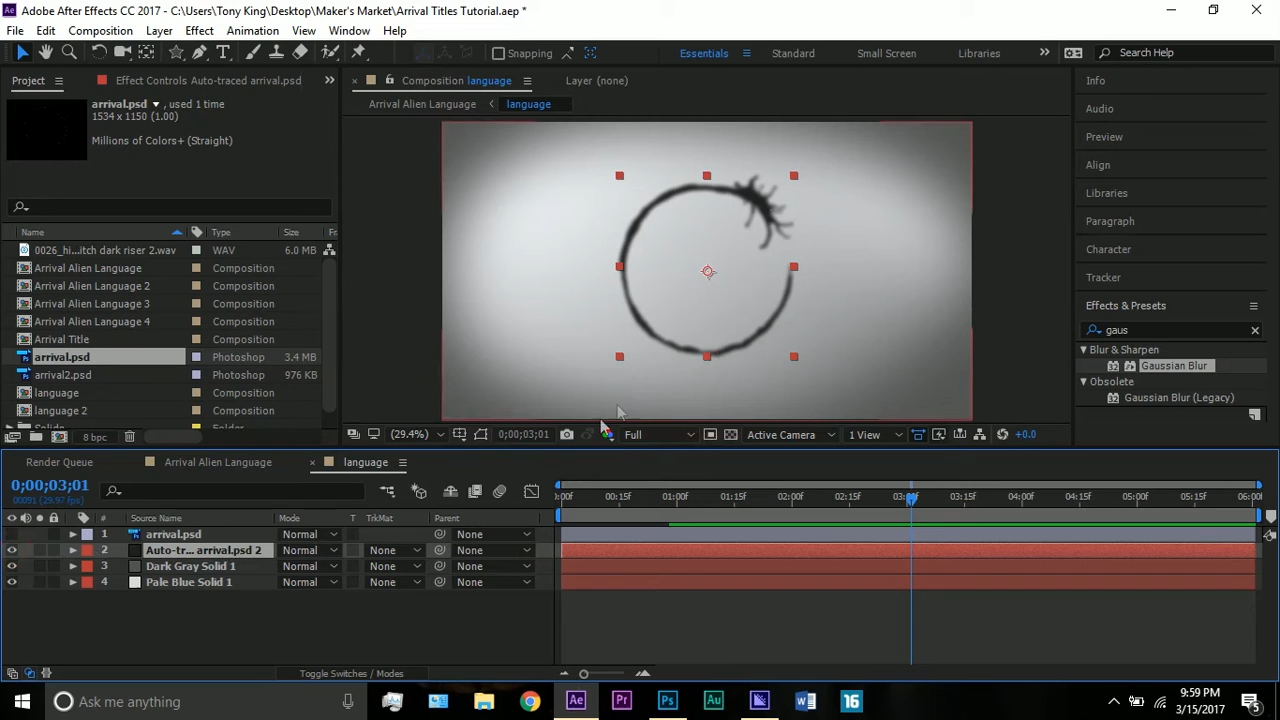 Adobe After Effects CC 2017 - C:\Users\Tony King\Desktop\Maker's Market\Arrival Titles Tutorial.aep *
File Edit Composition Layer Effect Animation View Window Help
Snapping Essentials Standard Small Screen Libraries Search Help
Project Effect Controls Auto-traced arrival.psd Composition language Layer (none) Info
arrival.psd , used 1 time Arrival Alien Language language Audio
1534 x 1150 (1.00)
Preview
Millions of Colors+ (Straight)
Align
Libraries
Paragraph
Name Type Size Fr
0026_hi...itch dark riser 2.wav WAV 6.0 MB Character
Arrival Alien Language Composition
Tracker
Arrival Alien Language 2 Composition
Arrival Alien Language 3 Composition Effects & Presets
Arrival Alien Language 4 Composition gaus
Arrival Title Composition Blur & Sharpen
arrival.psd Photoshop 3.4 MB Gaussian Blur
arrival2.psd Photoshop 976 KB Obsolete
language Composition Gaussian Blur (Legacy)
language 2 Composition
8 bpc (29.4%) 0;00;03;01 Full Active Camera 1 View +0.0
Render Queue Arrival Alien Language language
0;00;03;01
00091 (29.97 fps)
:00f 00:15f 01:00f 01:15f 02:00f 02:15f 03:00f 03:15f 04:00f 04:15f 05:00f 05:15f 06:00f
# Source Name Mode T TrkMat Parent
1 arrival.psd Normal None
2 Auto-tr... arrival.psd 2 Normal None None
3 Dark Gray Solid 1 Normal None None
4 Pale Blue Solid 1 Normal None None
Toggle Switches / Modes
Ask me anything Ae Pr Ps Au 16 9:59 PM
3/15/2017 5